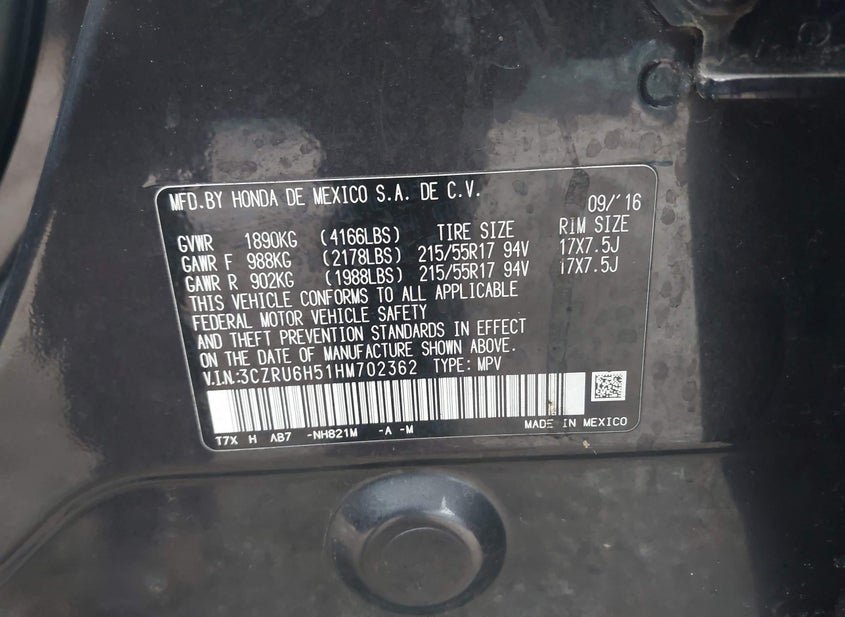 MFD.BY HONDA DE MEXICO S.A. DE C.V. 09/'16
GVWR 1890KG (4166LBS) TIRE SIZE RIM SIZE
GAWR F 988KG (2178LBS) 215/55R17 94V 17X7.5J
GAWR R 902KG (1988LBS) 215/55R17 94V 17X7.5J
THIS VEHICLE CONFORMS TO ALL APPLICABLE
FEDERAL MOTOR VEHICLE SAFETY
AND THEFT PREVENTION STANDARDS IN EFFECT
ON THE DATE OF MANUFACTURE SHOWN ABOVE.
V.I.N.:3CZRU6H51HM702362 TYPE: MPV
T7X H AB7 -NH821M -A -M MADE IN MEXICO